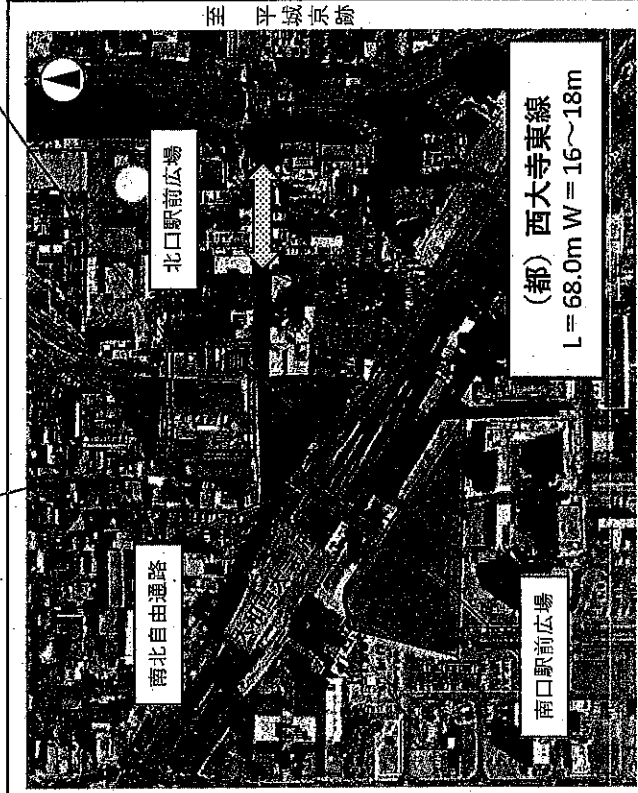 至 平城京跡
北口駅前広場
南北自由通路
(都) 西大寺東線
L = 68.0m W = 16～18m
南口駅前広場